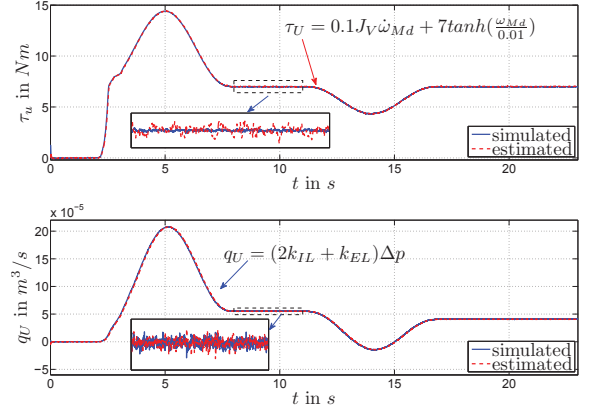 15
10
5
0
τ_u in Nm
τ_U = 0.1J_V ω̇_Md + 7tanh(ω_Md/0.01)
simulated
estimated
0 5 10 15 20
t in s
x 10⁻⁵
20
15
10
5
0
−5
q_U in m³/s
q_U = (2k_IL + k_EL)Δp
simulated
estimated
0 5 10 15 20
t in s